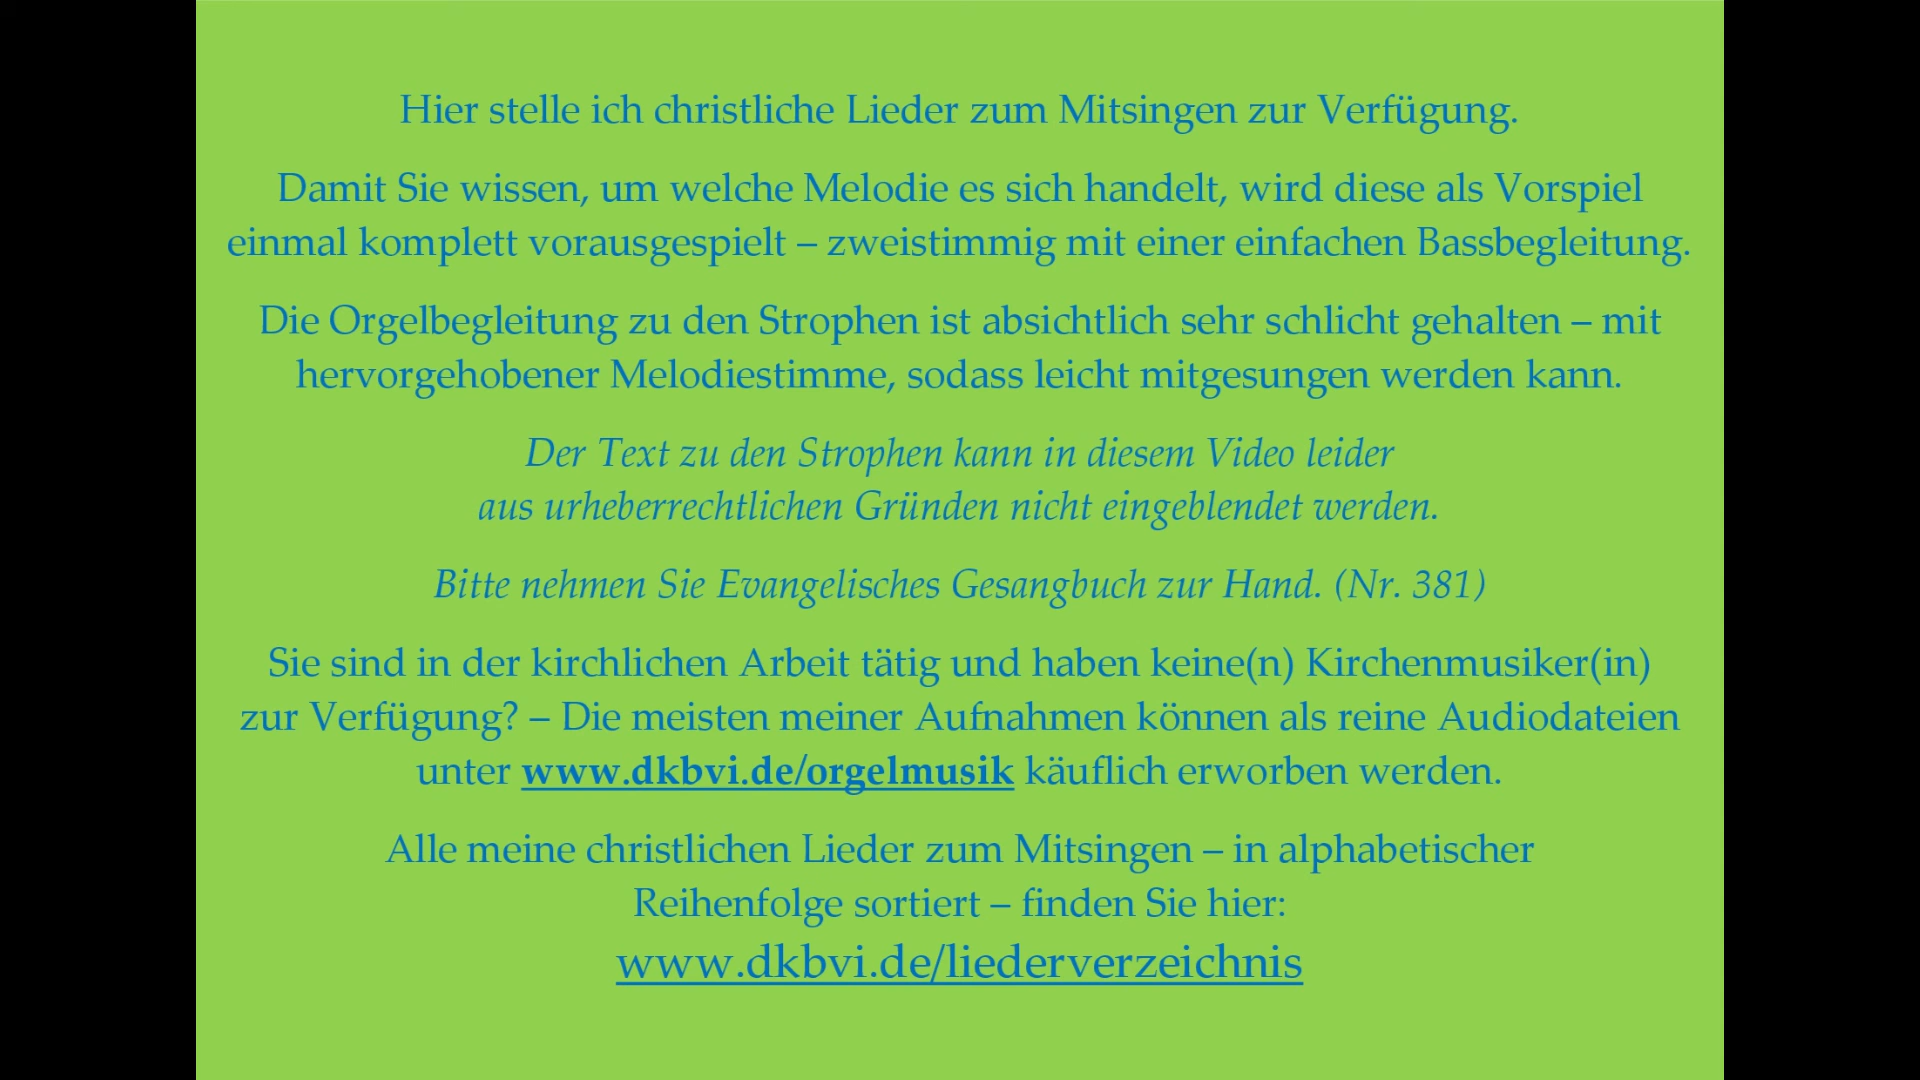 Hier stelle ich christliche Lieder zum Mitsingen zur Verfügung.
Damit Sie wissen, um welche Melodie es sich handelt, wird diese als Vorspiel
einmal komplett vorausgespielt – zweistimmig mit einer einfachen Bassbegleitung.
Die Orgelbegleitung zu den Strophen ist absichtlich sehr schlicht gehalten – mit
hervorgehobener Melodiestimme, sodass leicht mitgesungen werden kann.
Der Text zu den Strophen kann in diesem Video leider
aus urheberrechtlichen Gründen nicht eingeblendet werden.
Bitte nehmen Sie Evangelisches Gesangbuch zur Hand. (Nr. 381)
Sie sind in der kirchlichen Arbeit tätig und haben keine(n) Kirchenmusiker(in)
zur Verfügung? – Die meisten meiner Aufnahmen können als reine Audiodateien
unter www.dkbvi.de/orgelmusik käuflich erworben werden.
Alle meine christlichen Lieder zum Mitsingen – in alphabetischer
Reihenfolge sortiert – finden Sie hier:
www.dkbvi.de/liederverzeichnis